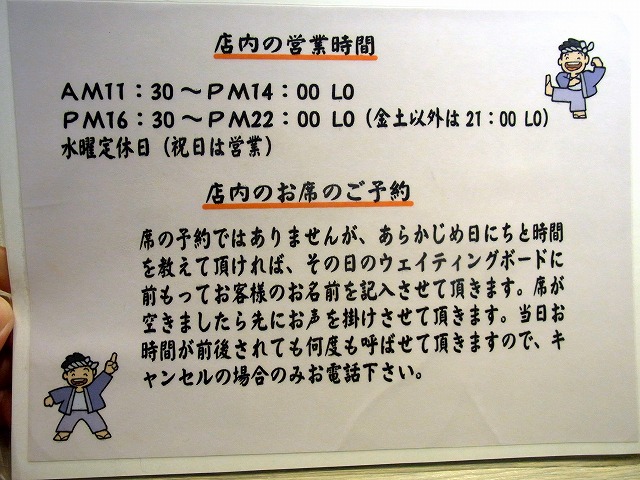 店内の営業時間
AM11：30～PM14：00 LO
PM16：30～PM22：00 LO（金土以外は21：00 LO）
水曜定休日（祝日は営業）
店内のお席のご予約
席の予約ではありませんが、あらかじめ日にちと時間
を教えて頂ければ、その日のウェイティングボードに
前もってお客様のお名前を記入させて頂きます。席が
空きましたら先にお声を掛けさせて頂きます。当日お
時間が前後されても何度も呼ばせて頂きますので、キ
ャンセルの場合のみお電話下さい。